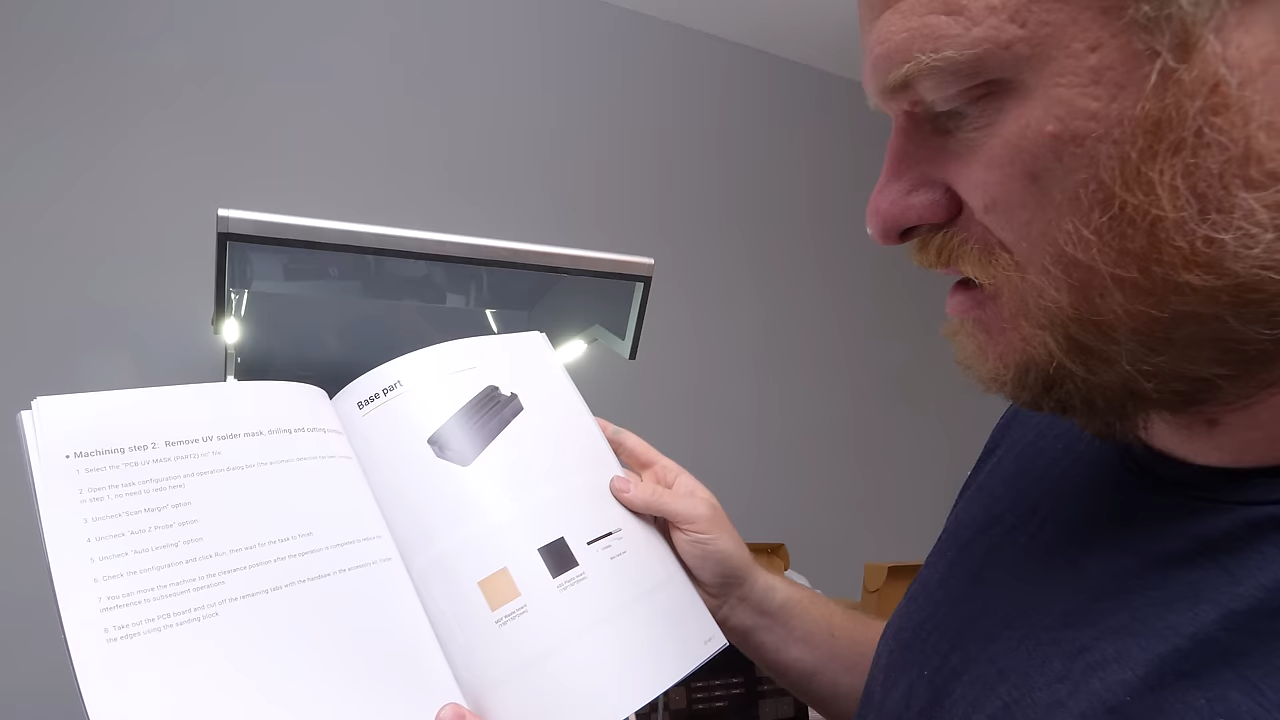 • Machining step 2: Remove UV solder mask, drilling and cutting
1 Select the "PCB UV MASK (PART2).nc" file
2 Open the task configuration and operation dialog box (the automatic detection has been
in step 1, no need to redo here)
3 Uncheck"Scan Margin" option
4 Uncheck "Auto Z Probe" option
5 Uncheck "Auto Leveling" option
6 Check the configuration and click Run, then wait for the task to finish
7 You can move the machine to the clearance position after the operation is completed to reduce
interference to subsequent operations
8 Take out the PCB board and cut off the remaining tabs with the handsaw in the accessory kit.
the edges using the sanding block
Base part
MDF Waste board
ABS Plastic board